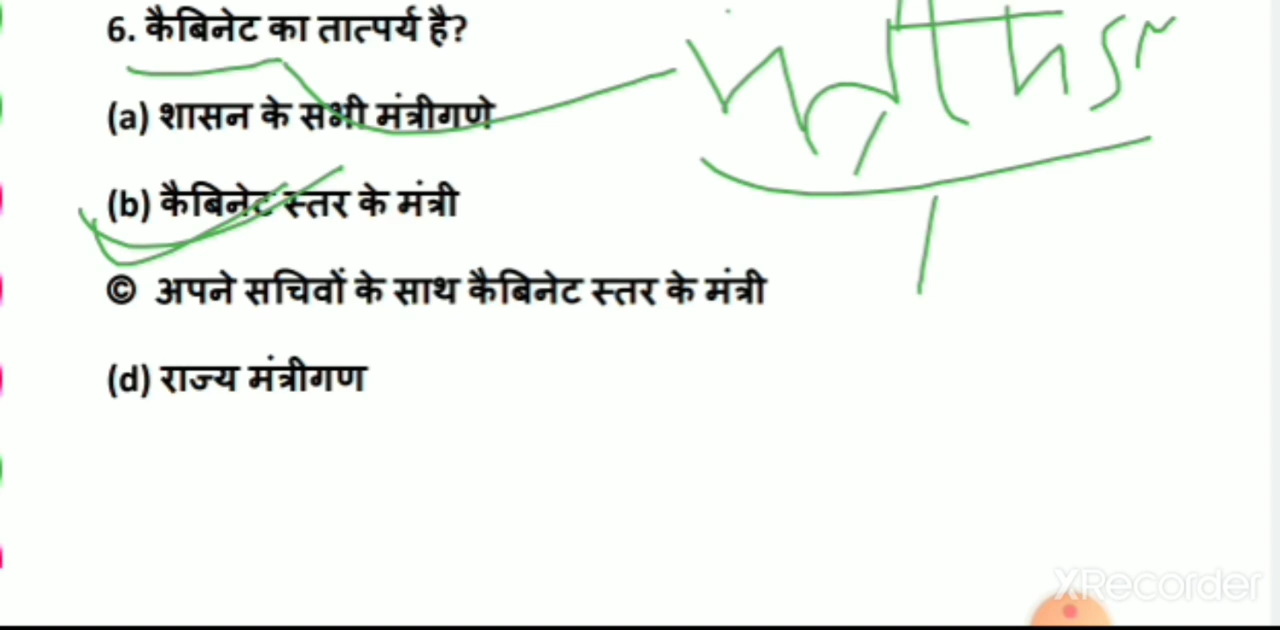 6. कैबिनेट का तात्पर्य है?
(a) शासन के सभी मंत्रीगणे
(b) कैबिनेट स्तर के मंत्री
© अपने सचिवों के साथ कैबिनेट स्तर के मंत्री
(d) राज्य मंत्रीगण
XRecorder